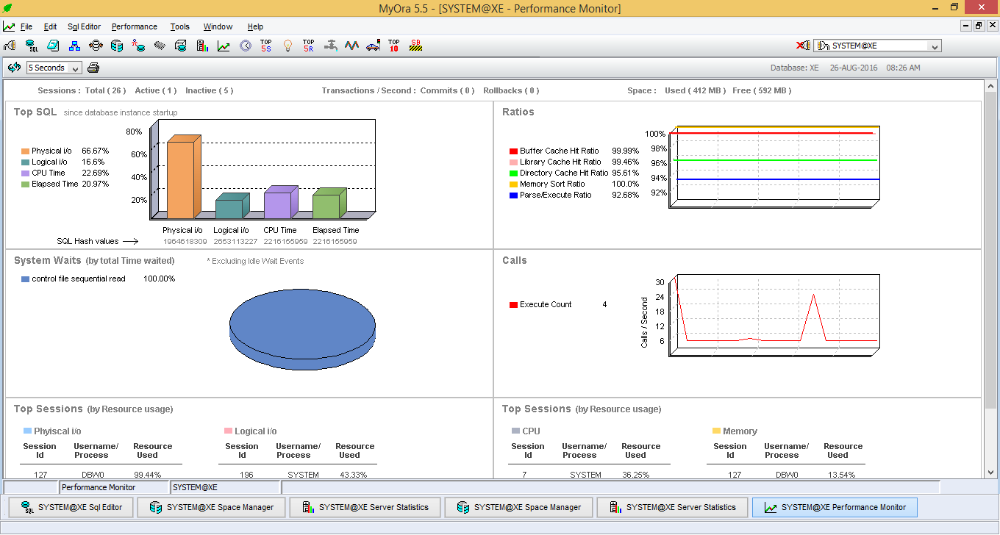 MyOra 5.5 - [SYSTEM@XE - Performance Monitor]
File Edit Sql Editor Performance Tools Window Help
SQL TOP 5S TOP 5R TOP 10 SB SYSTEM@XE
5 Seconds Database: XE 26-AUG-2016 08:26 AM
Sessions : Total ( 26 ) Active ( 1 ) Inactive ( 5 ) Transactions / Second : Commits ( 0 ) Rollbacks ( 0 ) Space : Used ( 412 MB ) Free ( 592 MB )
Top SQL since database instance startup
80%
60%
40%
20%
Physical i/o 66.67%
Logical i/o 16.6%
CPU Time 22.69%
Elapsed Time 20.97%
Physical i/o Logical i/o CPU Time Elapsed Time
SQL Hash values 1964618309 2653113227 2216155959 2216155959
Ratios
Buffer Cache Hit Ratio 99.99%
Library Cache Hit Ratio 99.46%
Directory Cache Hit Ratio 95.61%
Memory Sort Ratio 100.0%
Parse/Execute Ratio 92.68%
100%
98%
96%
94%
92%
System Waits (by total Time waited) * Excluding Idle Wait Events
control file sequential read 100.00%
Calls
Execute Count 4
Calls / Second
30
24
18
12
6
Top Sessions (by Resource usage)
Phyiscal i/o Logical i/o
Session Username/ Resource Session Username/ Resource
Id Process Used Id Process Used
127 DBW0 99.44% 196 SYSTEM 43.33%
Top Sessions (by Resource usage)
CPU Memory
Session Username/ Resource Session Username/ Resource
Id Process Used Id Process Used
7 SYSTEM 36.25% 127 DBW0 13.54%
Performance Monitor SYSTEM@XE
SQL SYSTEM@XE Sql Editor SYSTEM@XE Space Manager SYSTEM@XE Server Statistics SYSTEM@XE Space Manager SYSTEM@XE Server Statistics SYSTEM@XE Performance Monitor